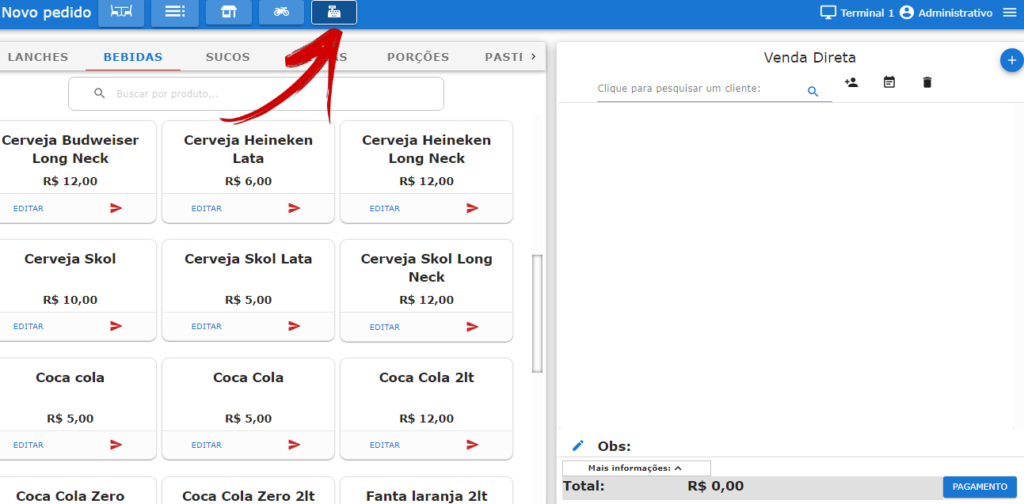 Novo pedido
Terminal 1 Administrativo
LANCHES BEBIDAS SUCOS AS PORÇÕES PASTI
Buscar por produto...
Cerveja Budweiser
Long Neck
R$ 12,00
EDITAR
Cerveja Heineken
Lata
R$ 6,00
EDITAR
Cerveja Heineken
Long Neck
R$ 12,00
EDITAR
Cerveja Skol
R$ 10,00
EDITAR
Cerveja Skol Lata
R$ 5,00
EDITAR
Cerveja Skol Long
Neck
R$ 12,00
EDITAR
Coca cola
R$ 5,00
EDITAR
Coca Cola
R$ 5,00
EDITAR
Coca Cola 2lt
R$ 12,00
EDITAR
Coca Cola Zero
Coca Cola Zero 2lt
Fanta laranja 2lt
Venda Direta
Clique para pesquisar um cliente:
Obs:
Mais informações:
Total: R$ 0,00
PAGAMENTO